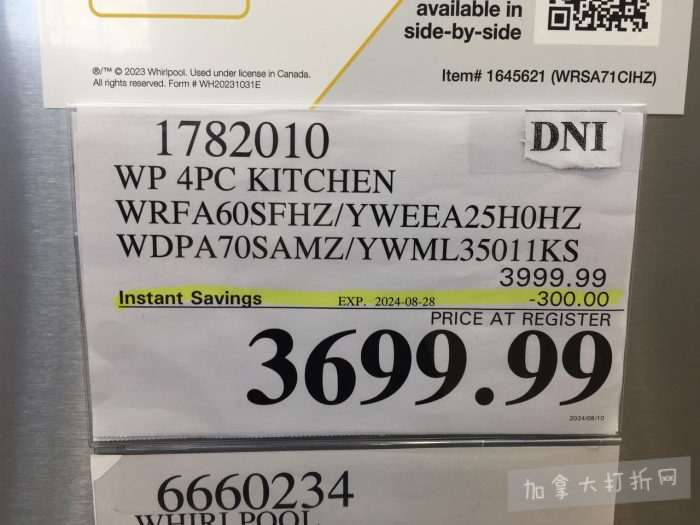 available in
side-by-side
®/™ © 2023 Whirlpool. Used under license in Canada.
All rights reserved. Form # WH20231031E
Item# 1645621 (WRSA71CIHZ)
1782010
DNI
WP 4PC KITCHEN
WRFA60SFHZ/YWEEA25H0HZ
WDPA70SAMZ/YWML35011KS
3999.99
Instant Savings EXP. 2024-08-28 -300.00
PRICE AT REGISTER
3699.99
2024/08/10
6660234
WHIRLPOOL
加拿大打折网